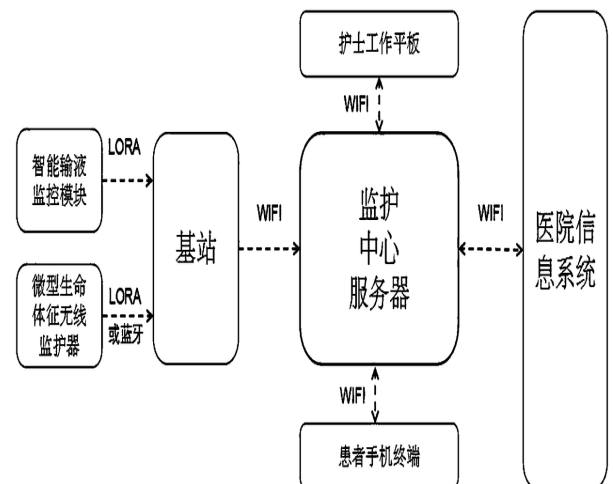 护士工作平板
WIFI
LORA
智能输液
监控模块
基站
WIFI
监护
中心
服务器
WIFI
医院信
息系统
微型生命
体征无线
监护器
LORA
或蓝牙
WIFI
患者手机终端